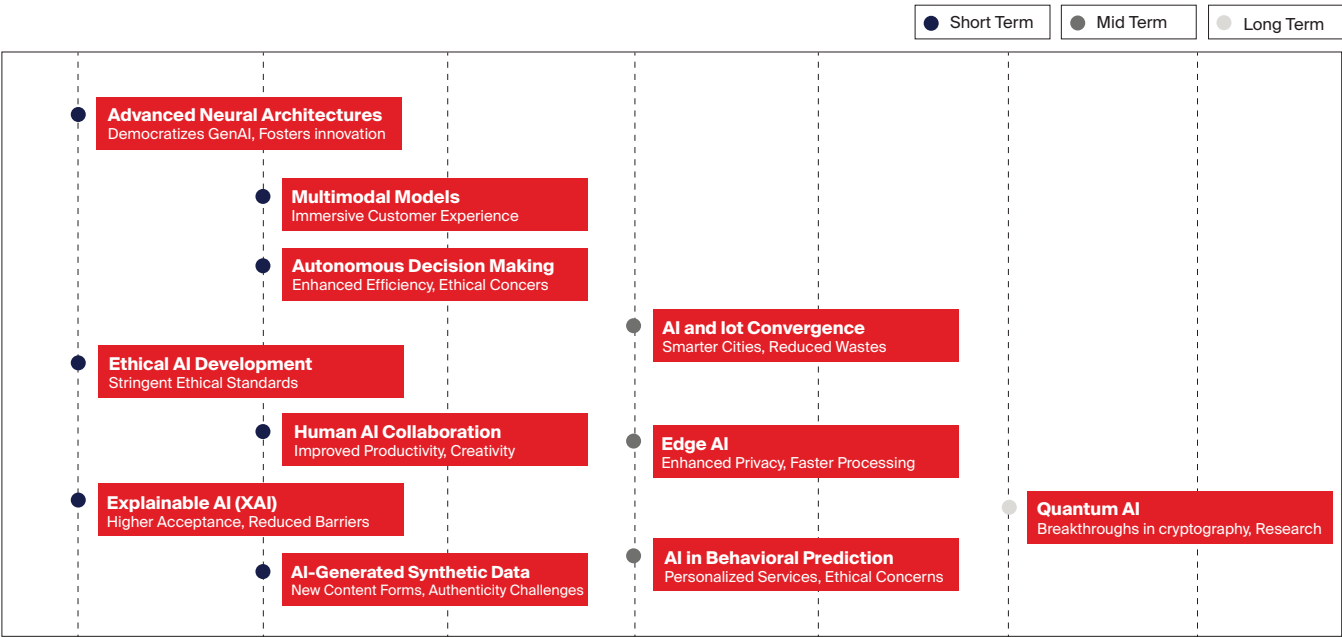 Short Term
Mid Term
Long Term
Advanced Neural Architectures
Democratizes GenAI, Fosters innovation
Multimodal Models
Immersive Customer Experience
Autonomous Decision Making
Enhanced Efficiency, Ethical Concers
AI and Iot Convergence
Smarter Cities, Reduced Wastes
Ethical AI Development
Stringent Ethical Standards
Human AI Collaboration
Improved Productivity, Creativity
Edge AI
Enhanced Privacy, Faster Processing
Explainable AI (XAI)
Higher Acceptance, Reduced Barriers
Quantum AI
Breakthroughs in cryptography, Research
AI-Generated Synthetic Data
New Content Forms, Authenticity Challenges
AI in Behavioral Prediction
Personalized Services, Ethical Concerns